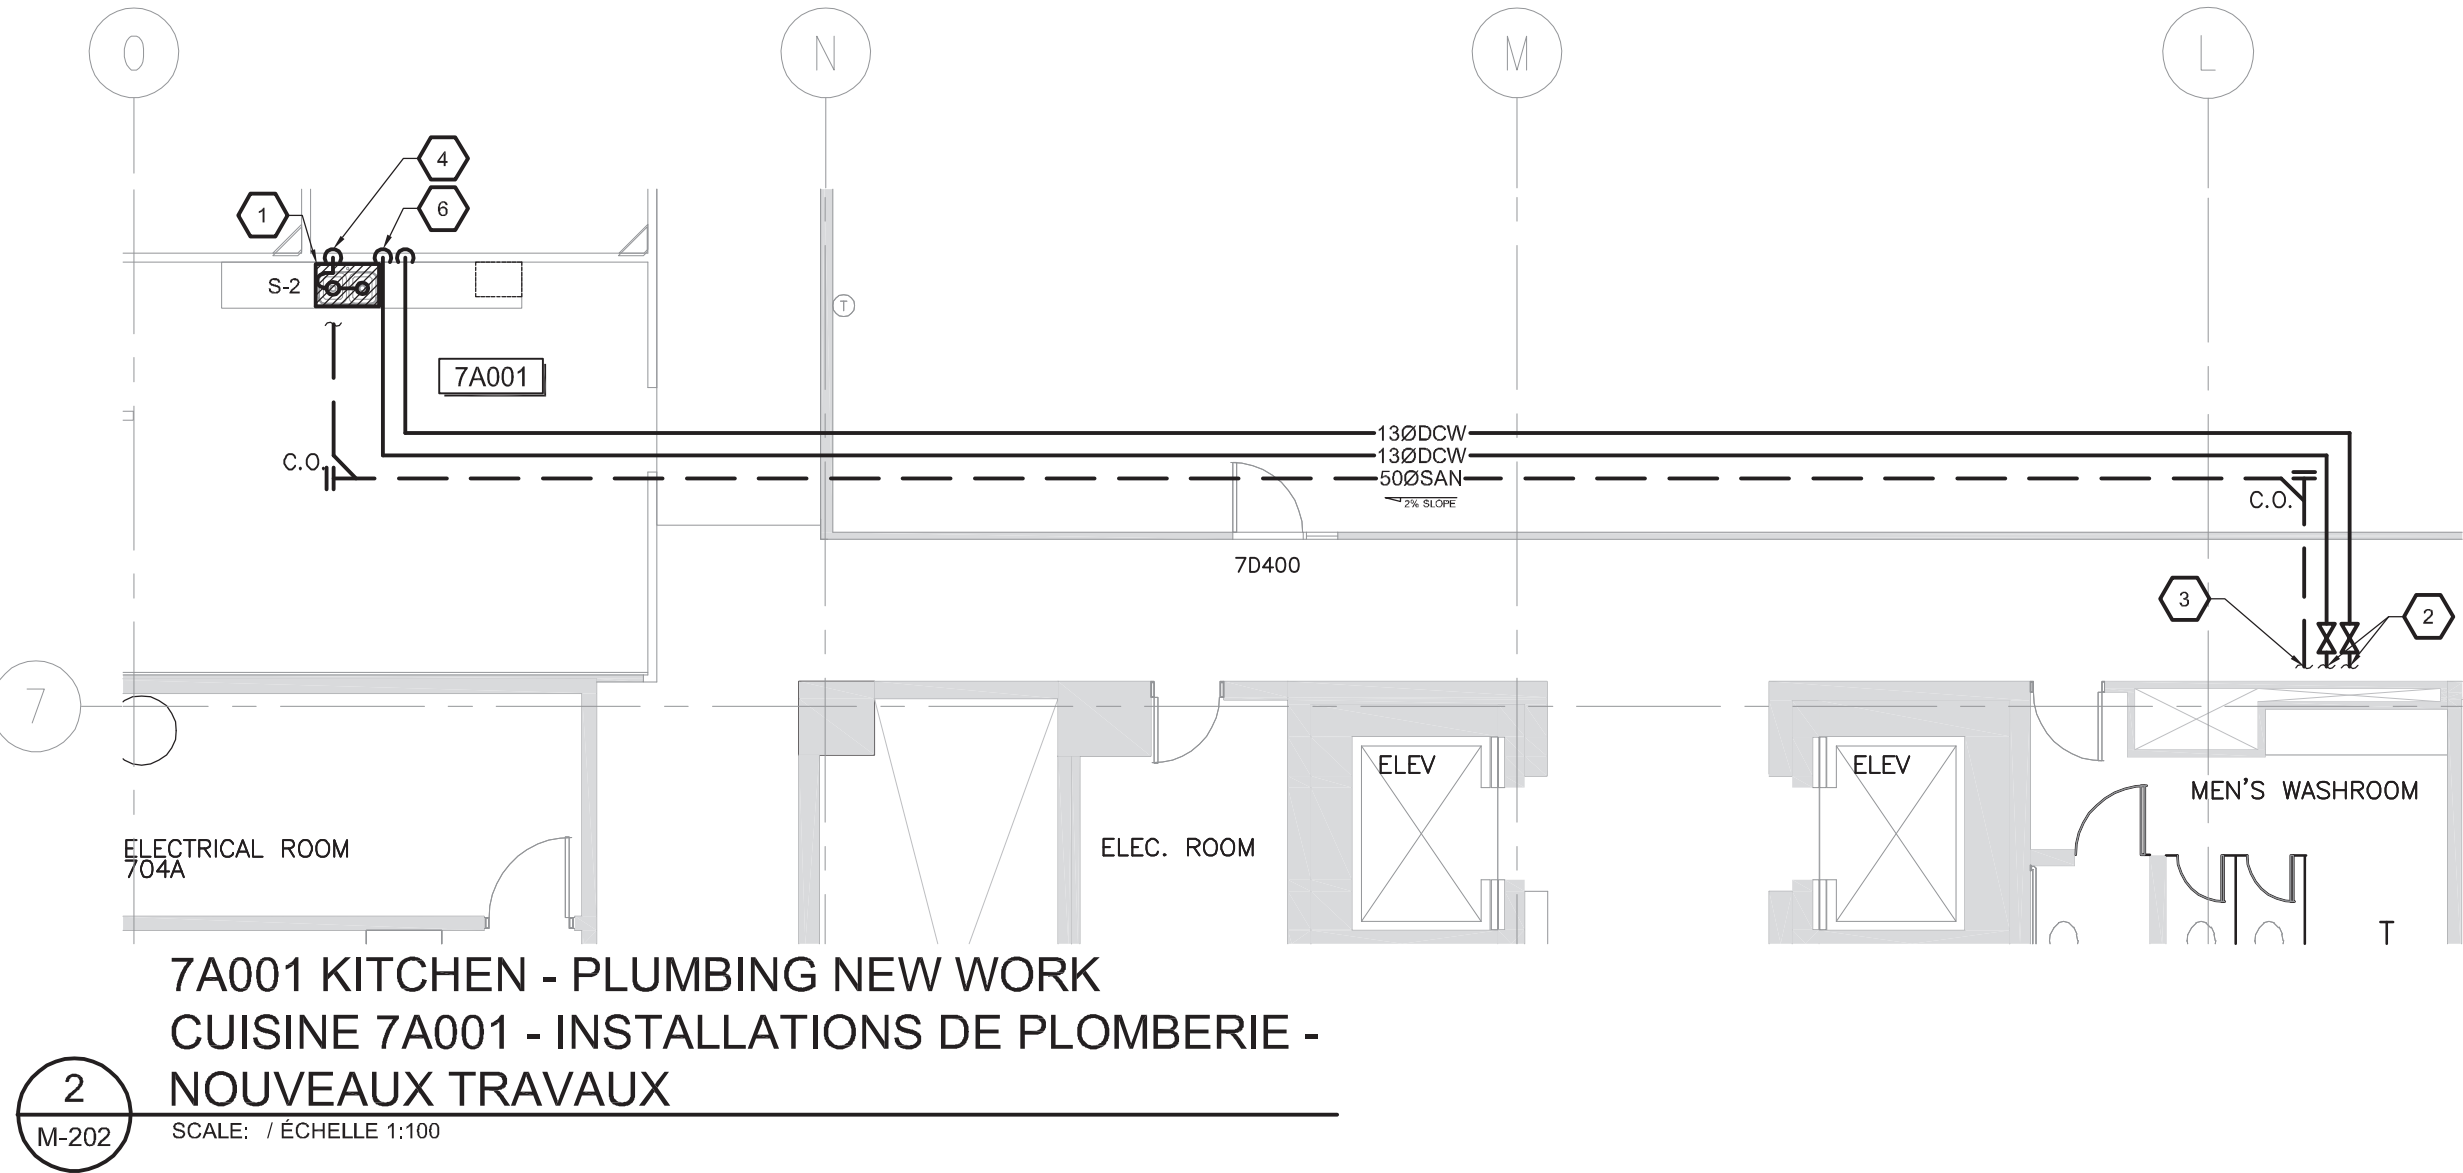 O
N
M
L
4
1
6
S-2
T
7A001
13ØDCW
13ØDCW
C.O.
50ØSAN
2% SLOPE
C.O.
7D400
3
2
7
ELEV
ELEV
MEN'S WASHROOM
ELECTRICAL ROOM
704A
ELEC. ROOM
7A001 KITCHEN - PLUMBING NEW WORK
CUISINE 7A001 - INSTALLATIONS DE PLOMBERIE -
NOUVEAUX TRAVAUX
2
M-202
SCALE: / ÉCHELLE 1:100